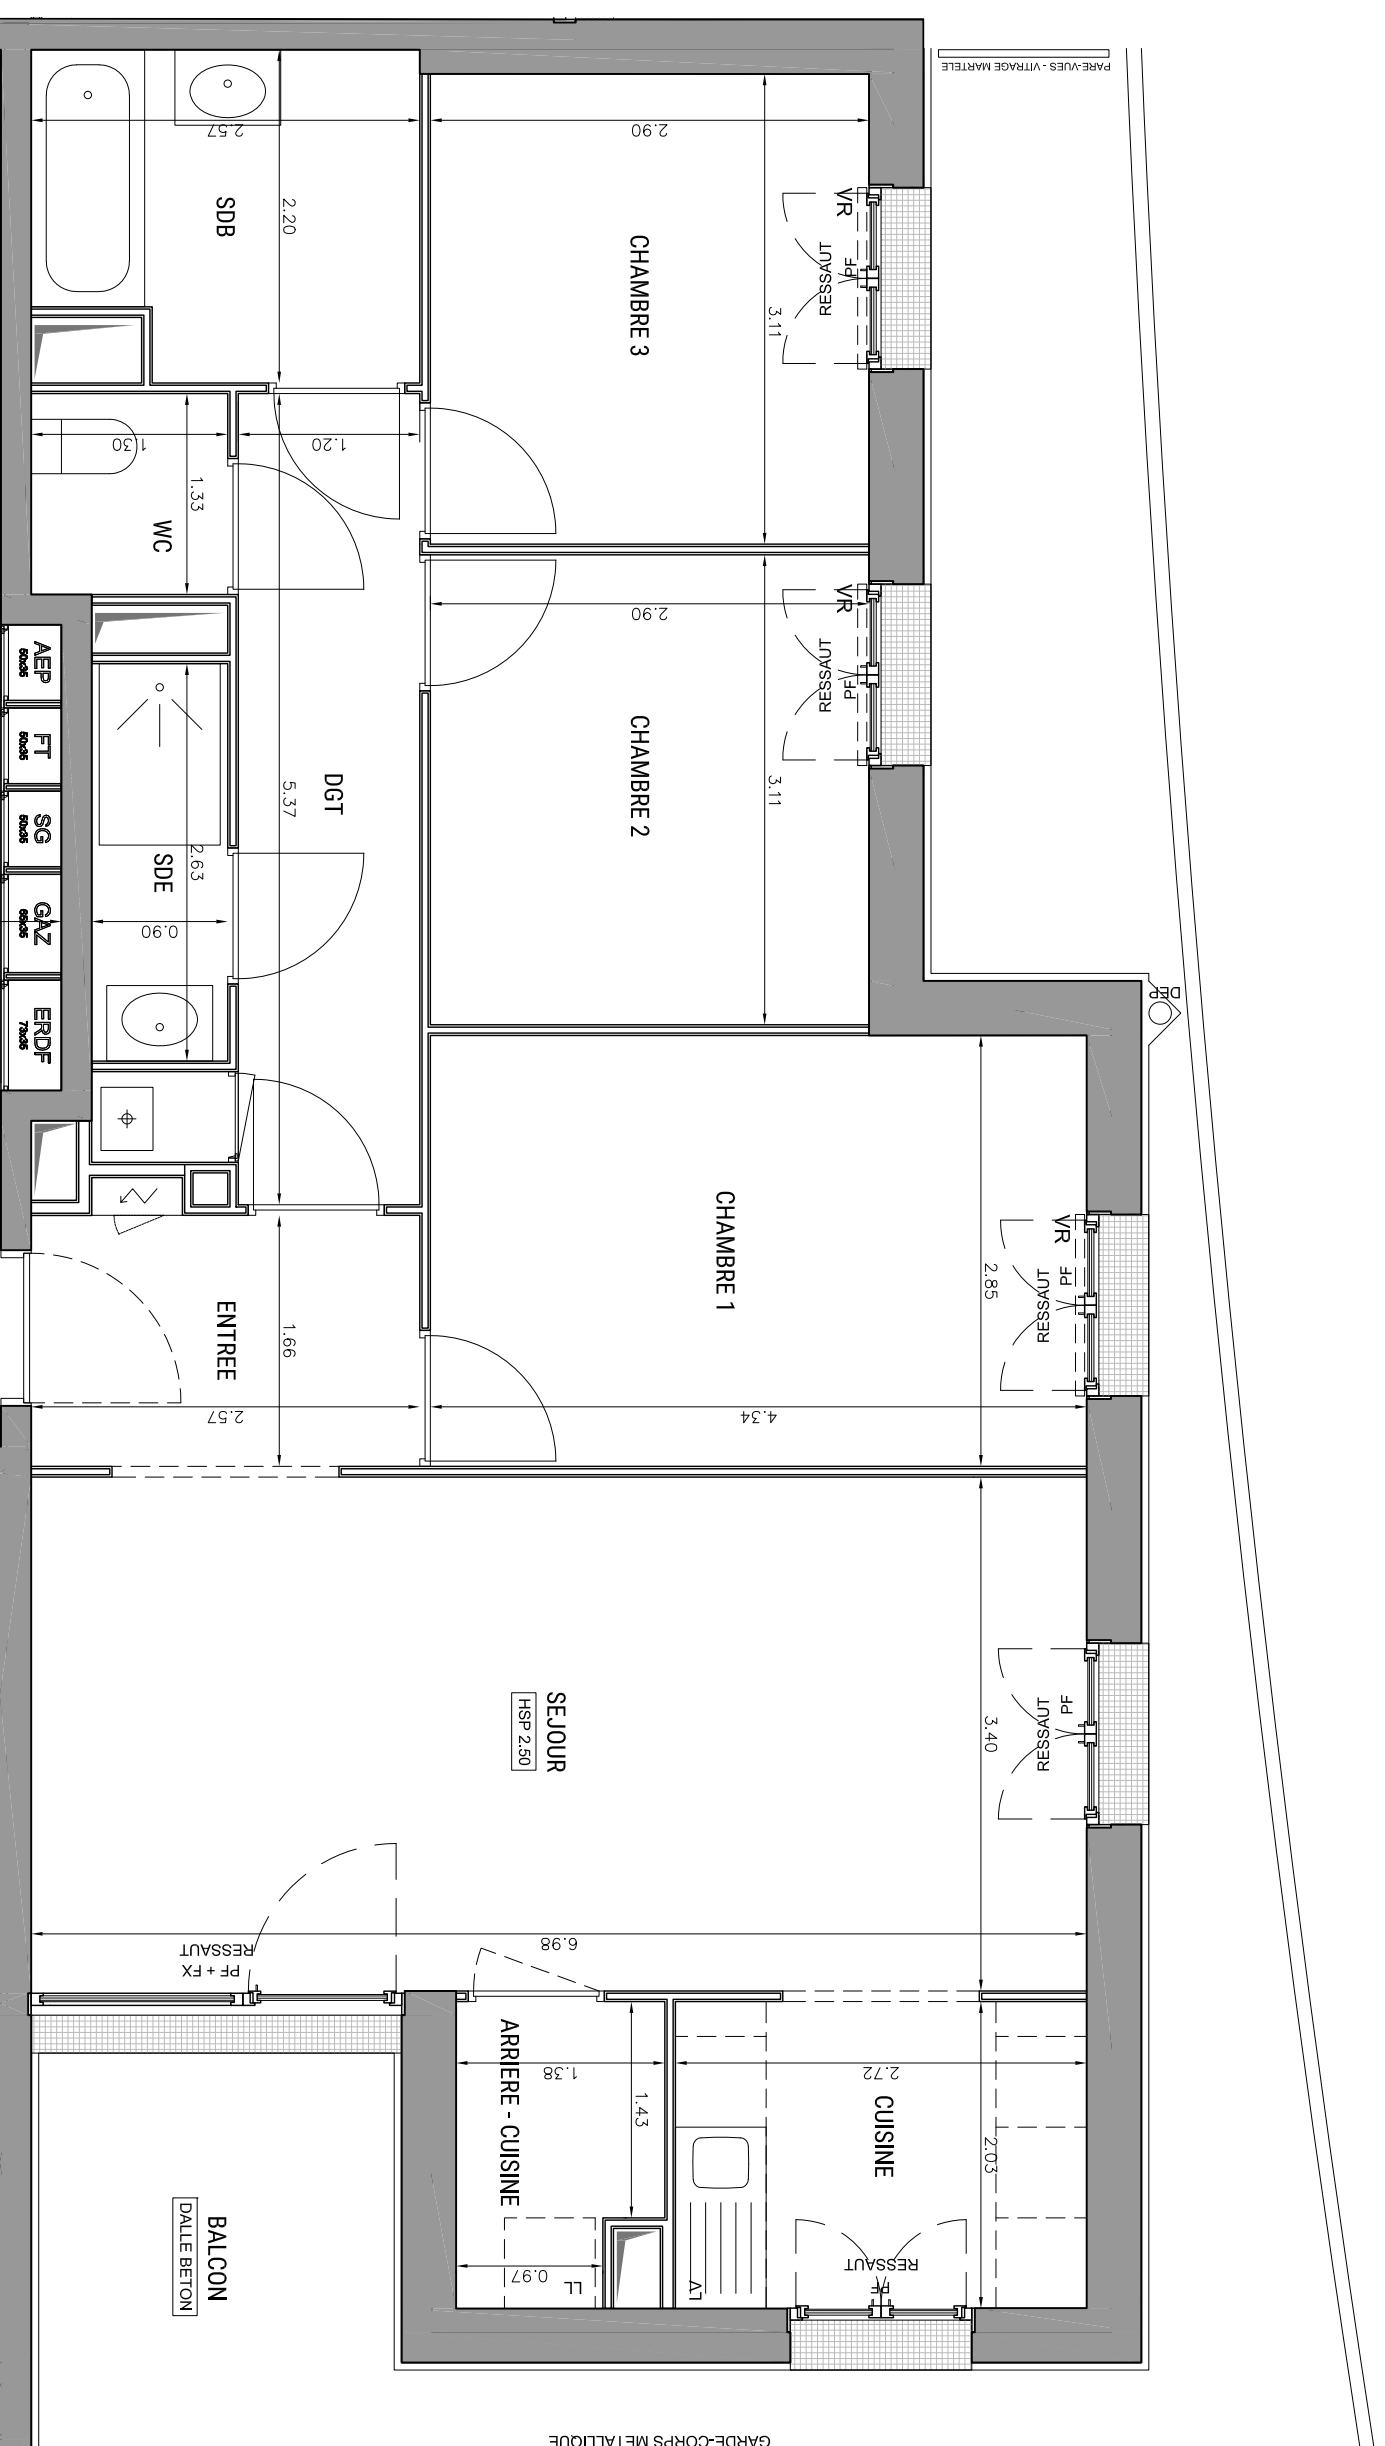 PARE-VUES - VITRAGE MARTELE
2.57
2.90
SDB
2.20
CHAMBRE 3
3.11
VR
PF
RESSAUT
1.30
1.20
1.33
WC
2.90
VR
PF
RESSAUT
CHAMBRE 2
3.11
AEP
50x35
FT
50x35
SG
50x35
GAZ
65x35
ERDF
73x35
DGT
5.37
2.63
SDE
0.90
DEP
CHAMBRE 1
2.85
VR
PF
RESSAUT
ENTREE
1.66
2.57
4.34
SEJOUR
HSP 2.50
3.40
PF
RESSAUT
6.98
RESSAUT
PF + FX
ARRIERE - CUISINE
1.38
1.43
2.72
CUISINE
2.03
0.97
LL
LV
RESSAUT
PF
BALCON
DALLE BETON
GARDE-CORPS METALLIQUE